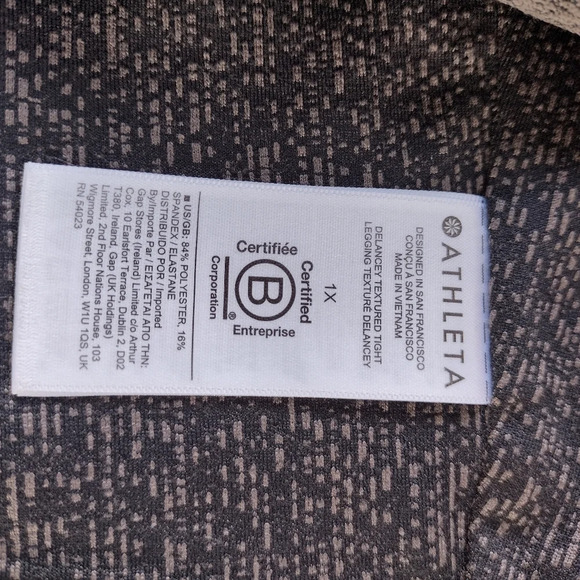 ATHLETA
DESIGNED IN SAN FRANCISCO
CONÇU À SAN FRANCISCO
MADE IN VIETNAM
DELANCEY TEXTURED TIGHT
LEGGING TEXTURE DELANCEY
1X
Certified
Certifiée
B
®
Corporation
Entreprise
US/GB: 84% POLYESTER, 16%
SPANDEX / ELASTANE
DISTRIBUIDO POR / Imported
By/Importe Par / ΕΙΣΑΓΕΤΑΙ ΑΠΟ ΤΗΝ:
Gap Stores (Ireland) Limited c/o Arthur
Cox, 10 Earlsfort Terrace, Dublin 2, D02
T380, Ireland, Gap (UK Holdings)
Limited, 2nd Floor Nations House, 103
Wigmore Street, London, W1U 1QS, UK
RN 54023